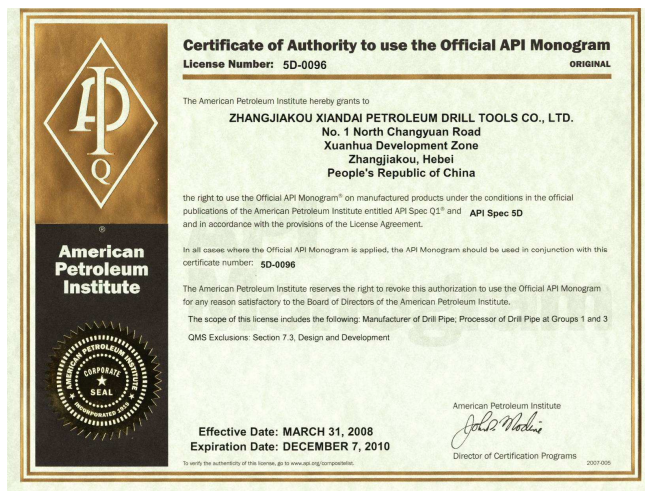 Certificate of Authority to use the Official API Monogram
License Number: 5D-0096
ORIGINAL
The American Petroleum Institute hereby grants to
ZHANGJIAKOU XIANDAI PETROLEUM DRILL TOOLS CO., LTD.
No. 1 North Changyuan Road
Xuanhua Development Zone
Zhangjiakou, Hebei
People's Republic of China
the right to use the Official API Monogram® on manufactured products under the conditions in the official
publications of the American Petroleum Institute entitled API Spec Q1® and API Spec 5D
and in accordance with the provisions of the License Agreement.
In all cases where the Official API Monogram is applied, the API Monogram should be used in conjunction with this
certificate number: 5D-0096
The American Petroleum Institute reserves the right to revoke this authorization to use the Official API Monogram
for any reason satisfactory to the Board of Directors of the American Petroleum Institute.
The scope of this license includes the following: Manufacturer of Drill Pipe; Processor of Drill Pipe at Groups 1 and 3
QMS Exclusions: Section 7.3, Design and Development
Effective Date: MARCH 31, 2008
Expiration Date: DECEMBER 7, 2010
To verify the authenticity of this license, go to www.api.org/compositelist.
American Petroleum Institute
Director of Certification Programs
2007-005
API
Q
®
American
Petroleum
Institute
AMERICAN PETROLEUM INSTITUTE
CORPORATE
SEAL
INCORPORATED 1919